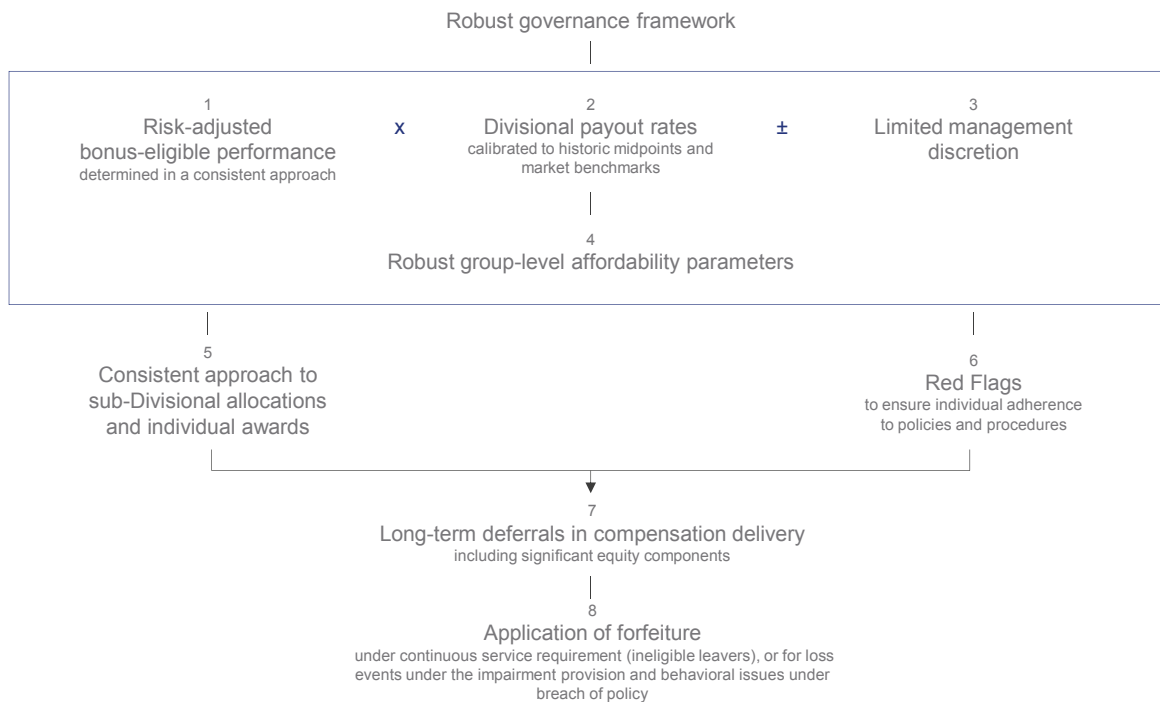 Robust governance framework
1
Risk-adjusted
bonus-eligible performance
determined in a consistent approach
x
2
Divisional payout rates
calibrated to historic midpoints and
market benchmarks
±
3
Limited management
discretion
4
Robust group-level affordability parameters
5
Consistent approach to
sub-Divisional allocations
and individual awards
6
Red Flags
to ensure individual adherence
to policies and procedures
7
Long-term deferrals in compensation delivery
including significant equity components
8
Application of forfeiture
under continuous service requirement (ineligible leavers), or for loss
events under the impairment provision and behavioral issues under
breach of policy